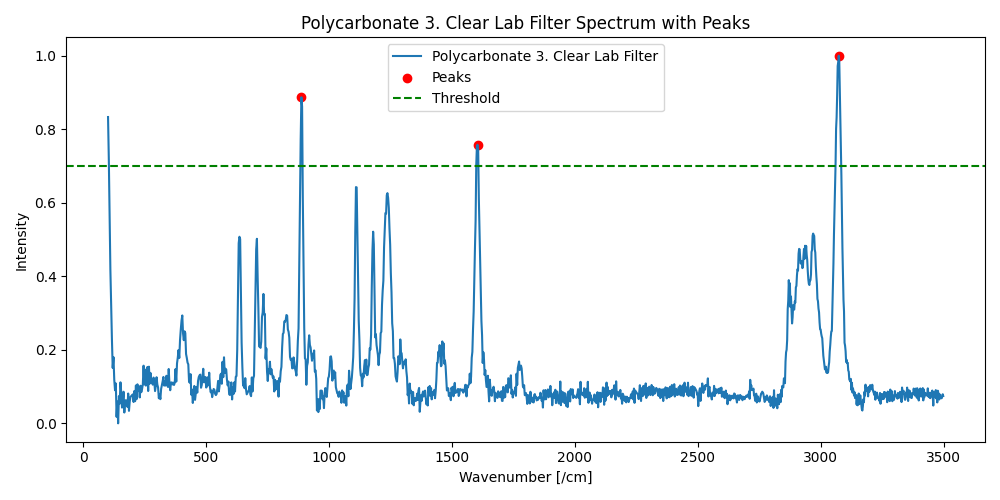 Polycarbonate 3. Clear Lab Filter Spectrum with Peaks
Polycarbonate 3. Clear Lab Filter
Peaks
Threshold
Intensity
1.0
0.8
0.6
0.4
0.2
0.0
0 500 1000 1500 2000 2500 3000 3500
Wavenumber [/cm]